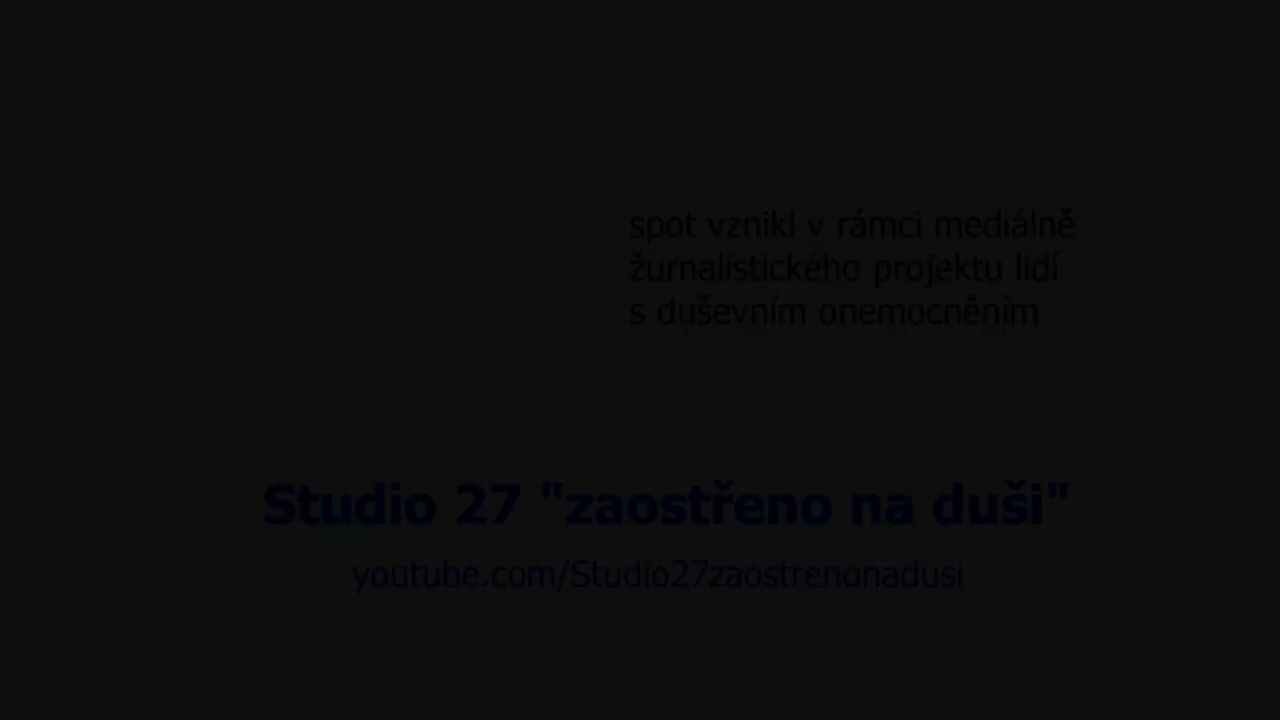 spot vznikl v rámci mediálně
žurnalistického projektu lidí
s duševním onemocněním
Studio 27 "zaostřeno na duši"
youtube.com/Studio27zaostrenonadusi